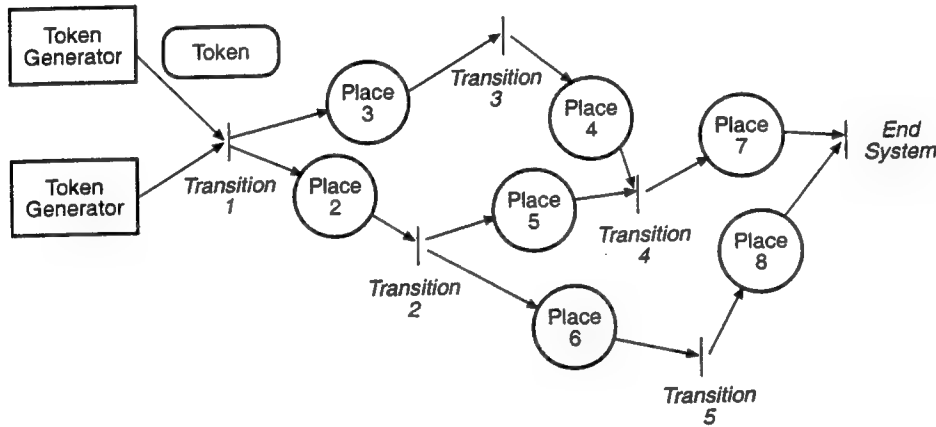 Token
Generator
Token
Place
3
Transition
3
Place
4
Place
7
End
System
Token
Generator
Transition
1
Place
2
Place
5
Transition
4
Place
8
Transition
2
Place
6
Transition
5